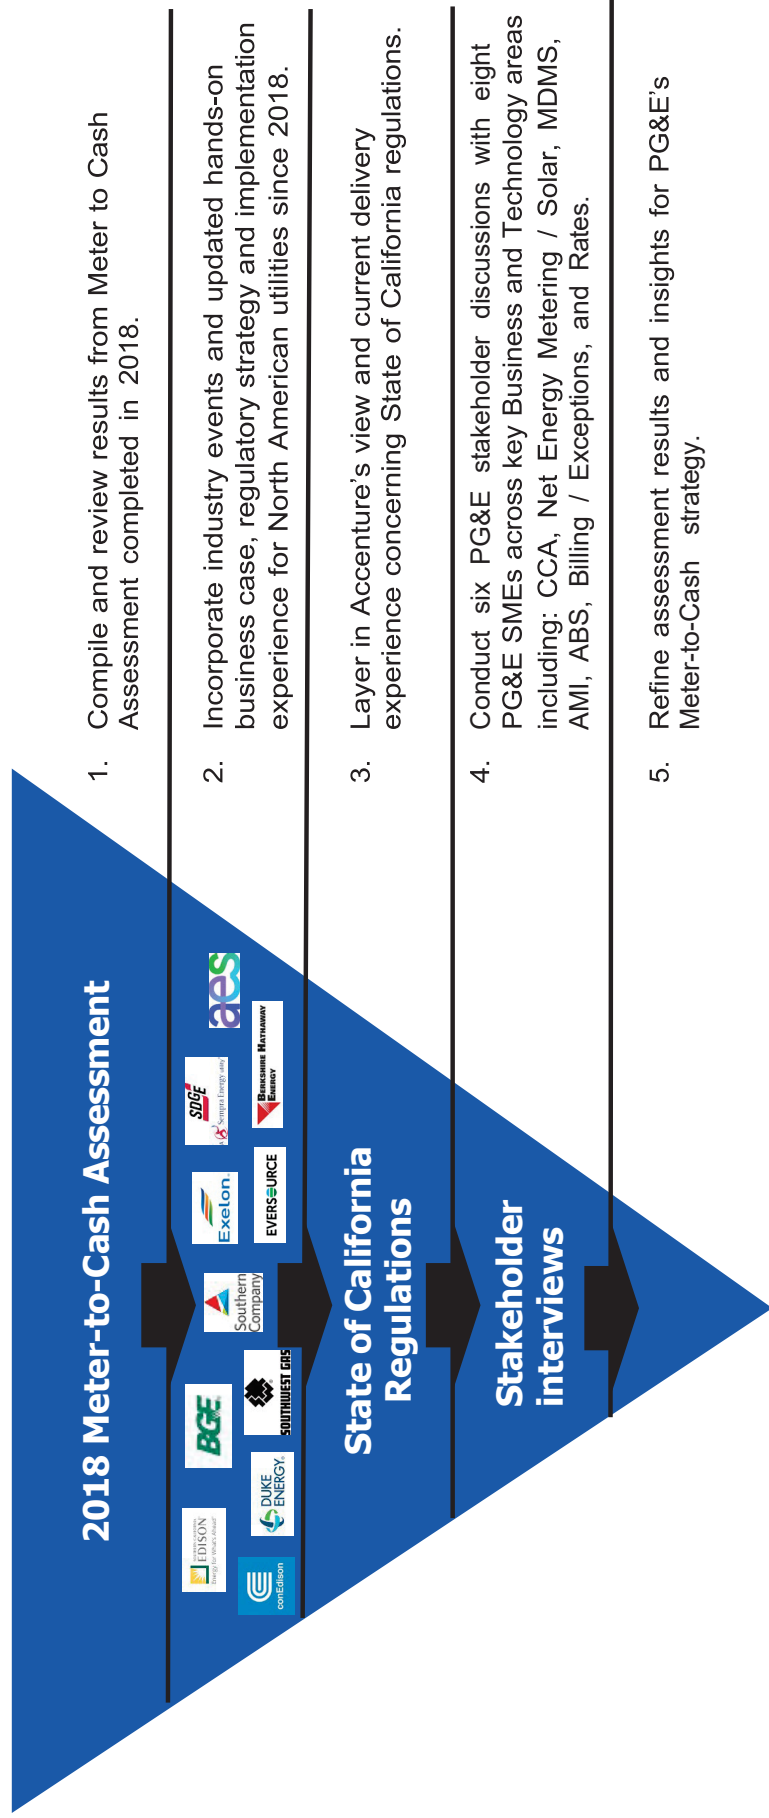 2018 Meter-to-Cash Assessment
SOUTHERN CALIFORNIA
EDISON
Energy for What's Ahead
BGE
Southern
Company
Exelon
SDGE
A Sempra Energy utility
aes
conEdison
DUKE
ENERGY
SOUTHWEST GAS
EVERSOURCE
BERKSHIRE HATHAWAY
ENERGY
State of California
Regulations
Stakeholder
interviews
1. Compile and review results from Meter to Cash
Assessment completed in 2018.
2. Incorporate industry events and updated hands-on
business case, regulatory strategy and implementation
experience for North American utilities since 2018.
3. Layer in Accenture's view and current delivery
experience concerning State of California regulations.
4. Conduct six PG&E stakeholder discussions with eight
PG&E SMEs across key Business and Technology areas
including: CCA, Net Energy Metering / Solar, MDMS,
AMI, ABS, Billing / Exceptions, and Rates.
5. Refine assessment results and insights for PG&E's
Meter-to-Cash strategy.